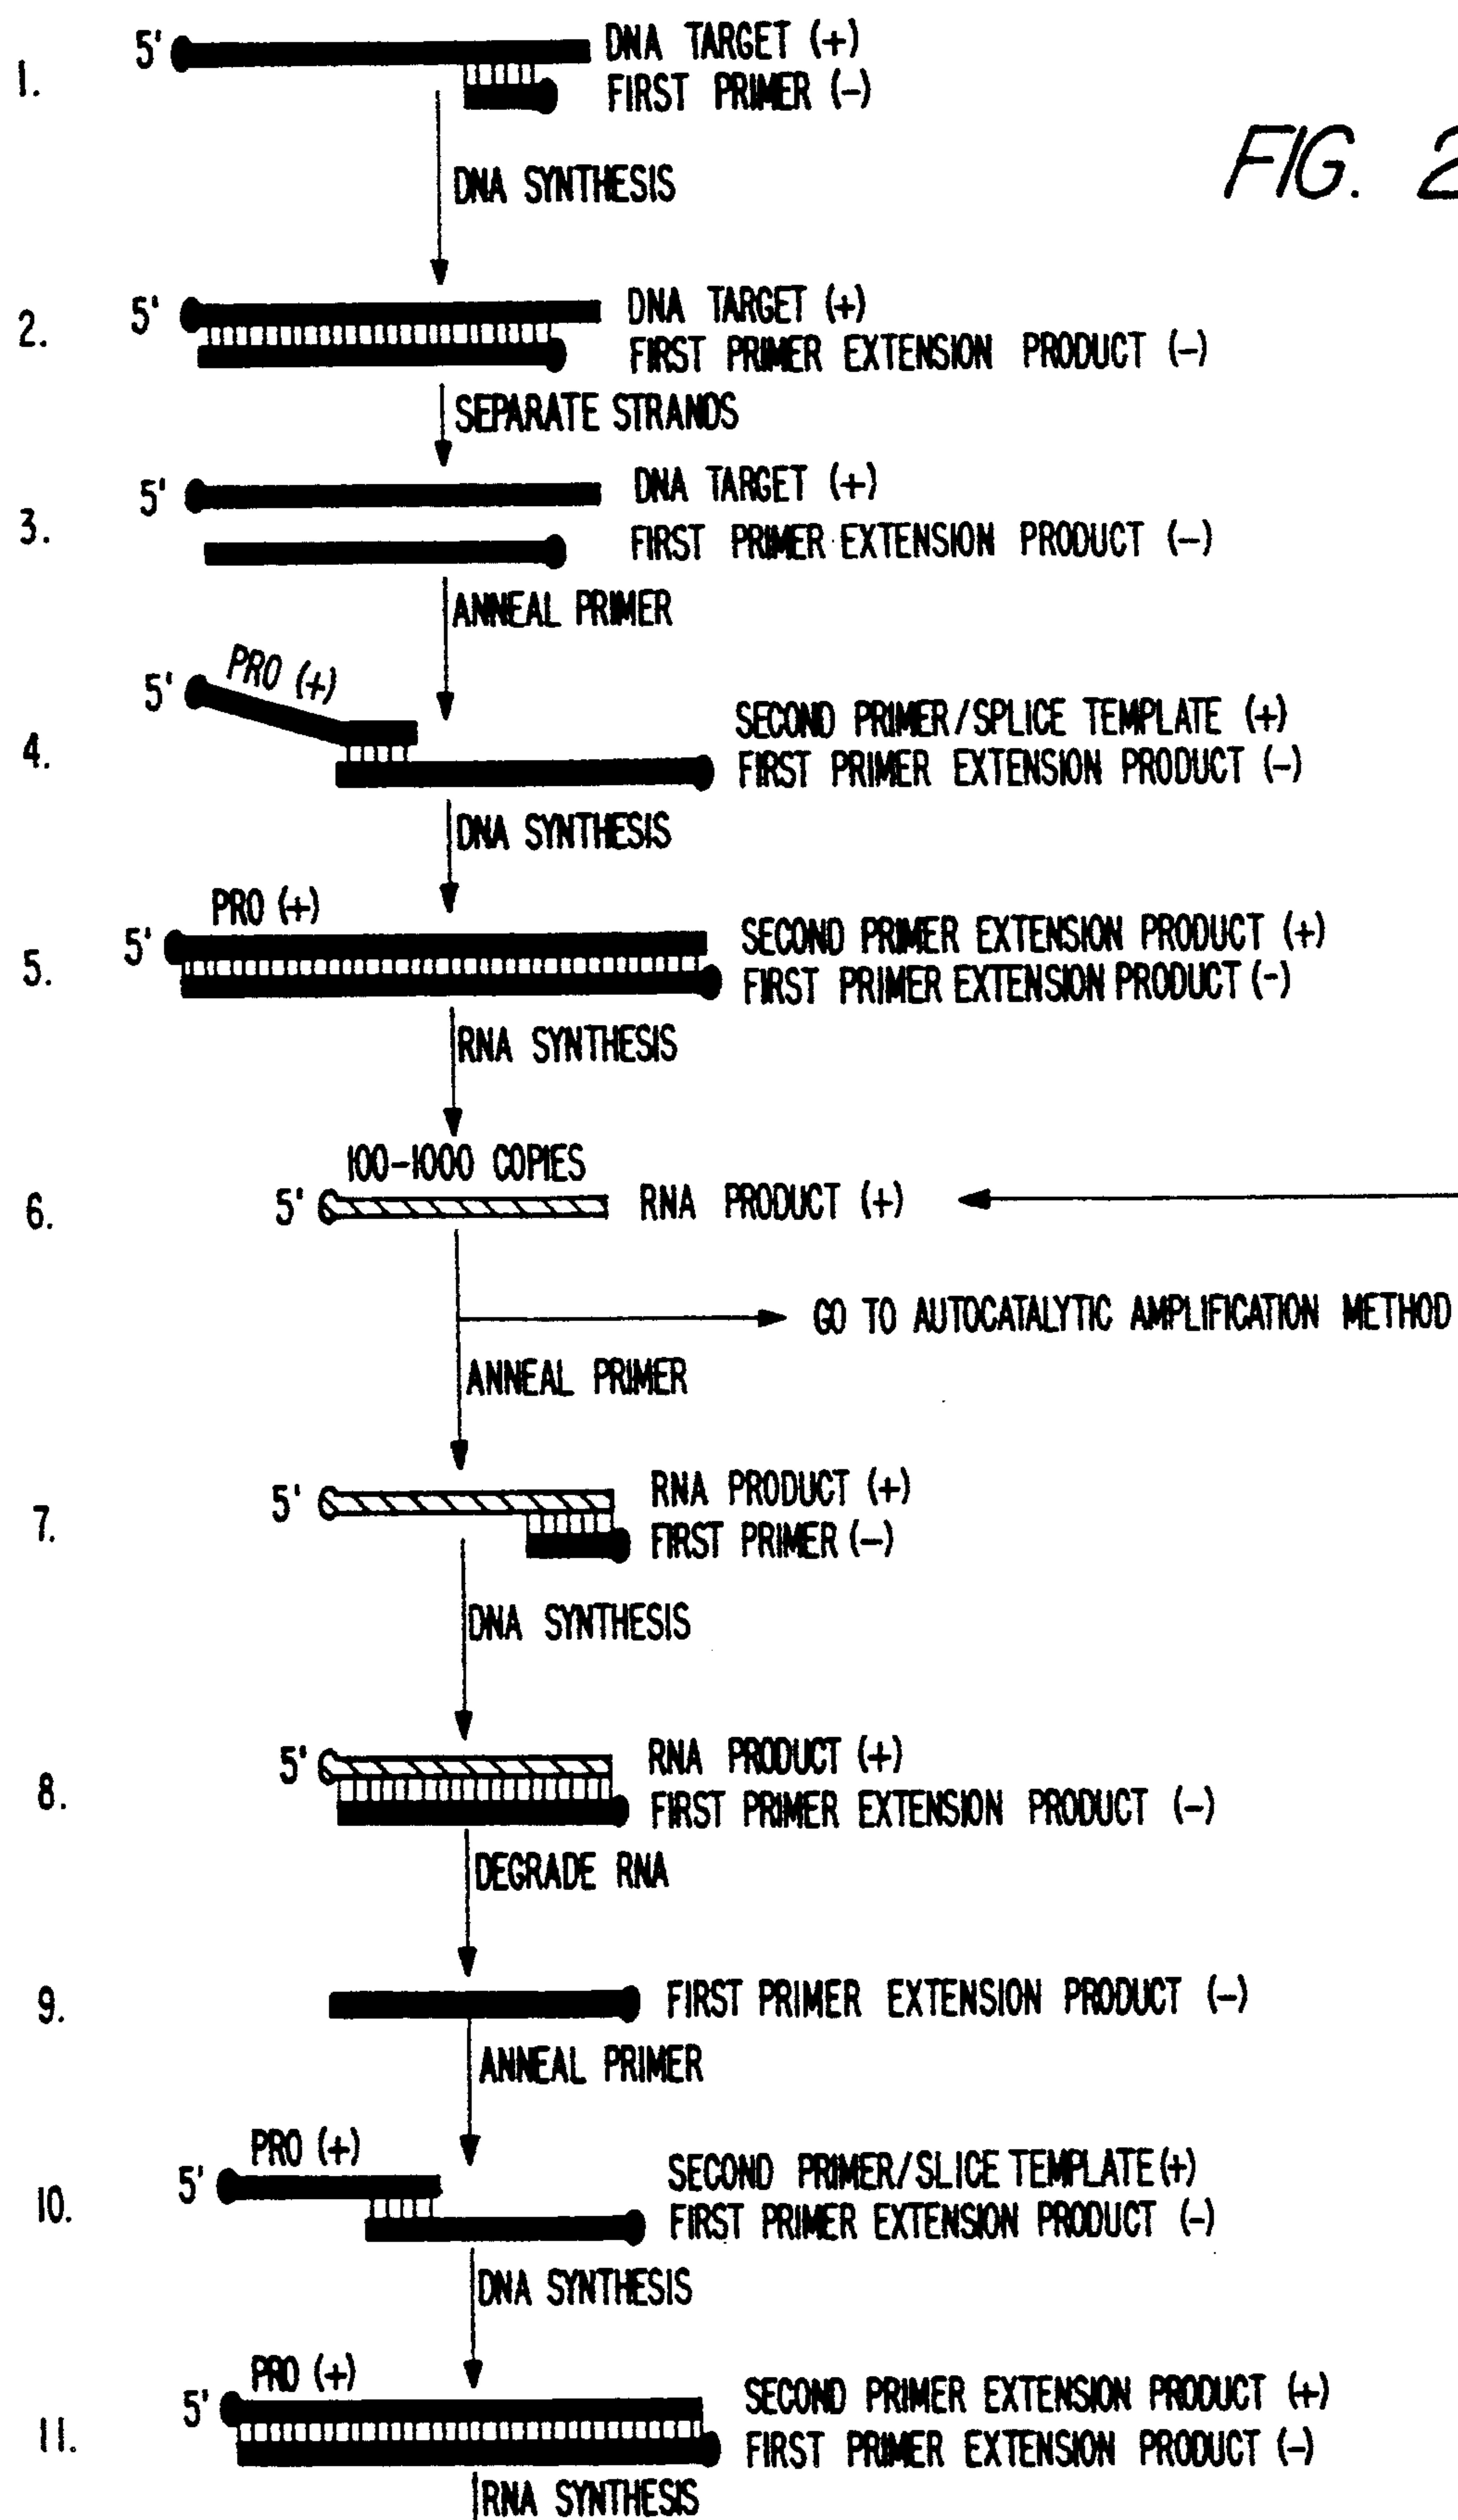 5' DNA TARGET (+)
1. FIRST PRIMER (-)
FIG. 2
DNA SYNTHESIS
5' DNA TARGET (+)
2. FIRST PRIMER EXTENSION PRODUCT (-)
SEPARATE STRANDS
5' DNA TARGET (+)
3. FIRST PRIMER EXTENSION PRODUCT (-)
ANNEAL PRIMER
5' PRO (+)
SECOND PRIMER/SPLICE TEMPLATE (+)
4. FIRST PRIMER EXTENSION PRODUCT (-)
DNA SYNTHESIS
PRO (+)
5' SECOND PRIMER EXTENSION PRODUCT (+)
5. FIRST PRIMER EXTENSION PRODUCT (-)
RNA SYNTHESIS
100-1000 COPIES
6. 5' RNA PRODUCT (+)
GO TO AUTOCATALYTIC AMPLIFICATION METHOD
ANNEAL PRIMER
5' RNA PRODUCT (+)
7. FIRST PRIMER (-)
DNA SYNTHESIS
5' RNA PRODUCT (+)
8. FIRST PRIMER EXTENSION PRODUCT (-)
DEGRADE RNA
9. FIRST PRIMER EXTENSION PRODUCT (-)
ANNEAL PRIMER
PRO (+)
5' SECOND PRIMER/SLICE TEMPLATE (+)
10. FIRST PRIMER EXTENSION PRODUCT (-)
DNA SYNTHESIS
PRO (+)
5' SECOND PRIMER EXTENSION PRODUCT (+)
11. FIRST PRIMER EXTENSION PRODUCT (-)
RNA SYNTHESIS